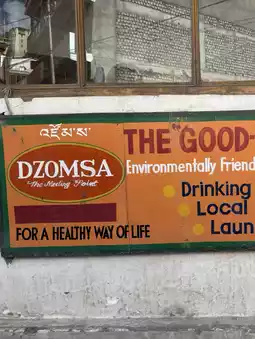 འཛོམས་ས་
DZOMSA
The Meeting Point
FOR A HEALTHY WAY OF LIFE
THE "GOOD-
Environmentally Friend
Drinking
Local
Laun